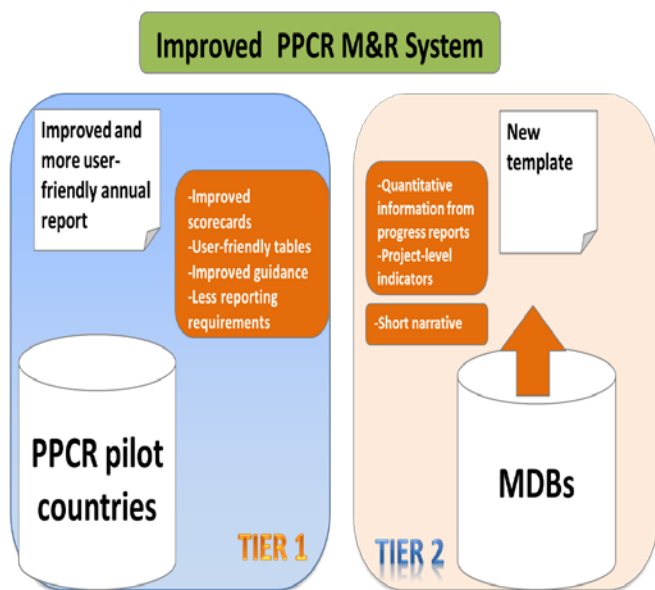 Improved PPCR M&R System
Improved and
more user-
friendly annual
report
-Improved
scorecards
-User-friendly tables
-Improved guidance
-Less reporting
requirements
PPCR pilot
countries
TIER 1
New
template
-Quantitative
information from
progress reports
-Project-level
indicators
-Short narrative
MDBs
TIER 2